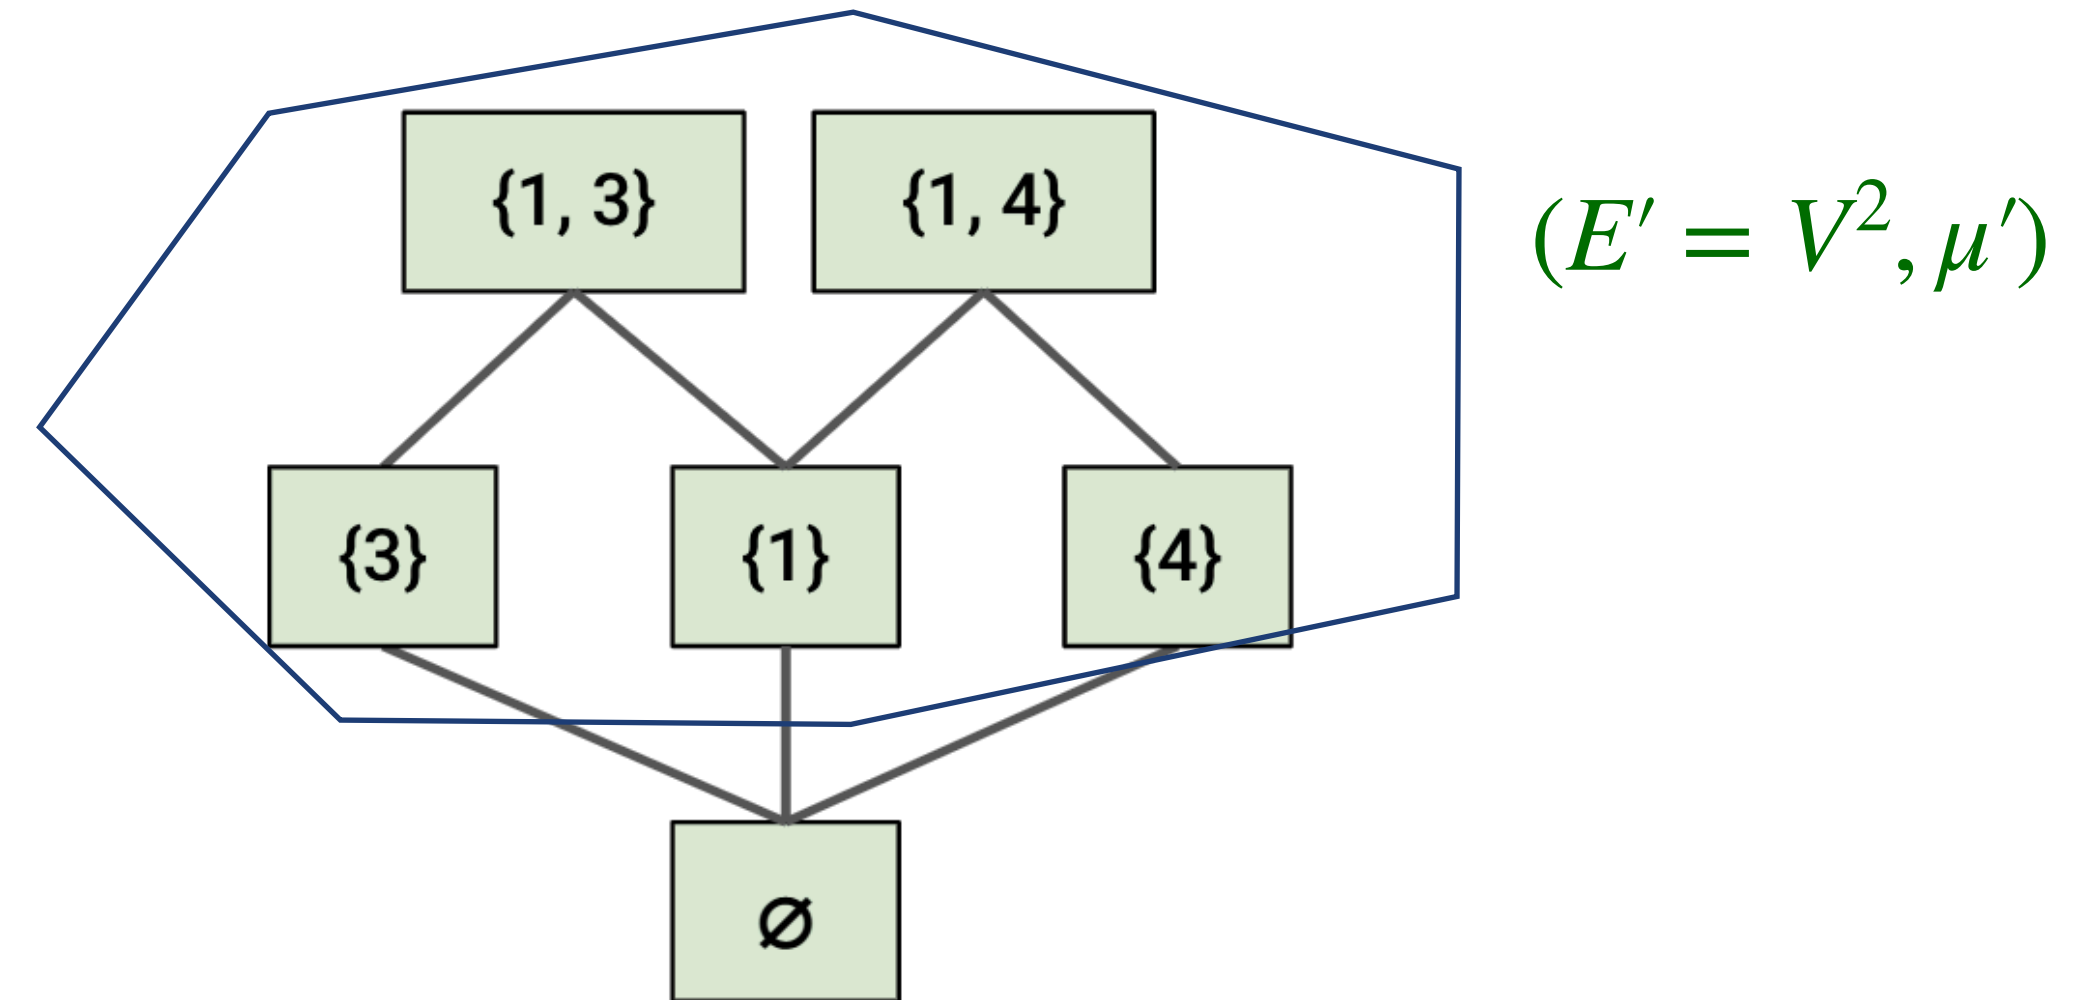 {1, 3} {1, 4} (E′ = V², μ′)
{3} {1} {4}
∅